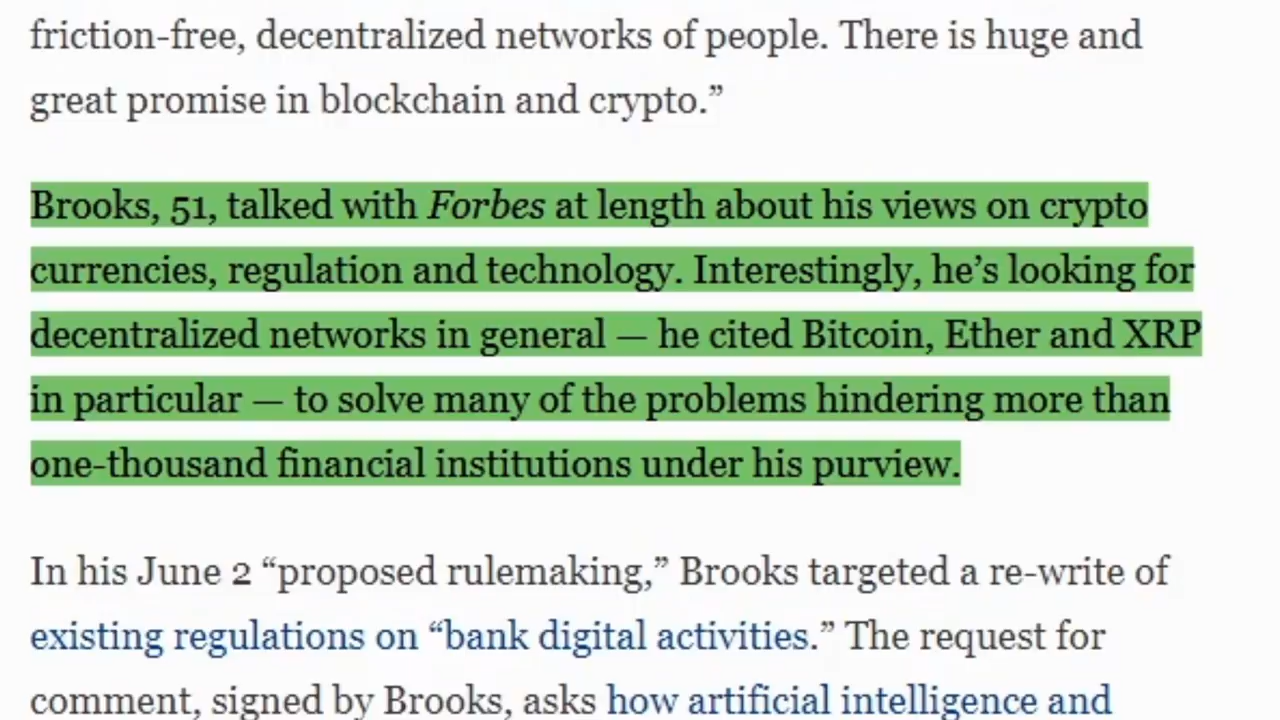 friction-free, decentralized networks of people. There is huge and
great promise in blockchain and crypto.”
Brooks, 51, talked with Forbes at length about his views on crypto
currencies, regulation and technology. Interestingly, he’s looking for
decentralized networks in general — he cited Bitcoin, Ether and XRP
in particular — to solve many of the problems hindering more than
one-thousand financial institutions under his purview.
In his June 2 “proposed rulemaking,” Brooks targeted a re-write of
existing regulations on “bank digital activities.” The request for
comment, signed by Brooks, asks how artificial intelligence and